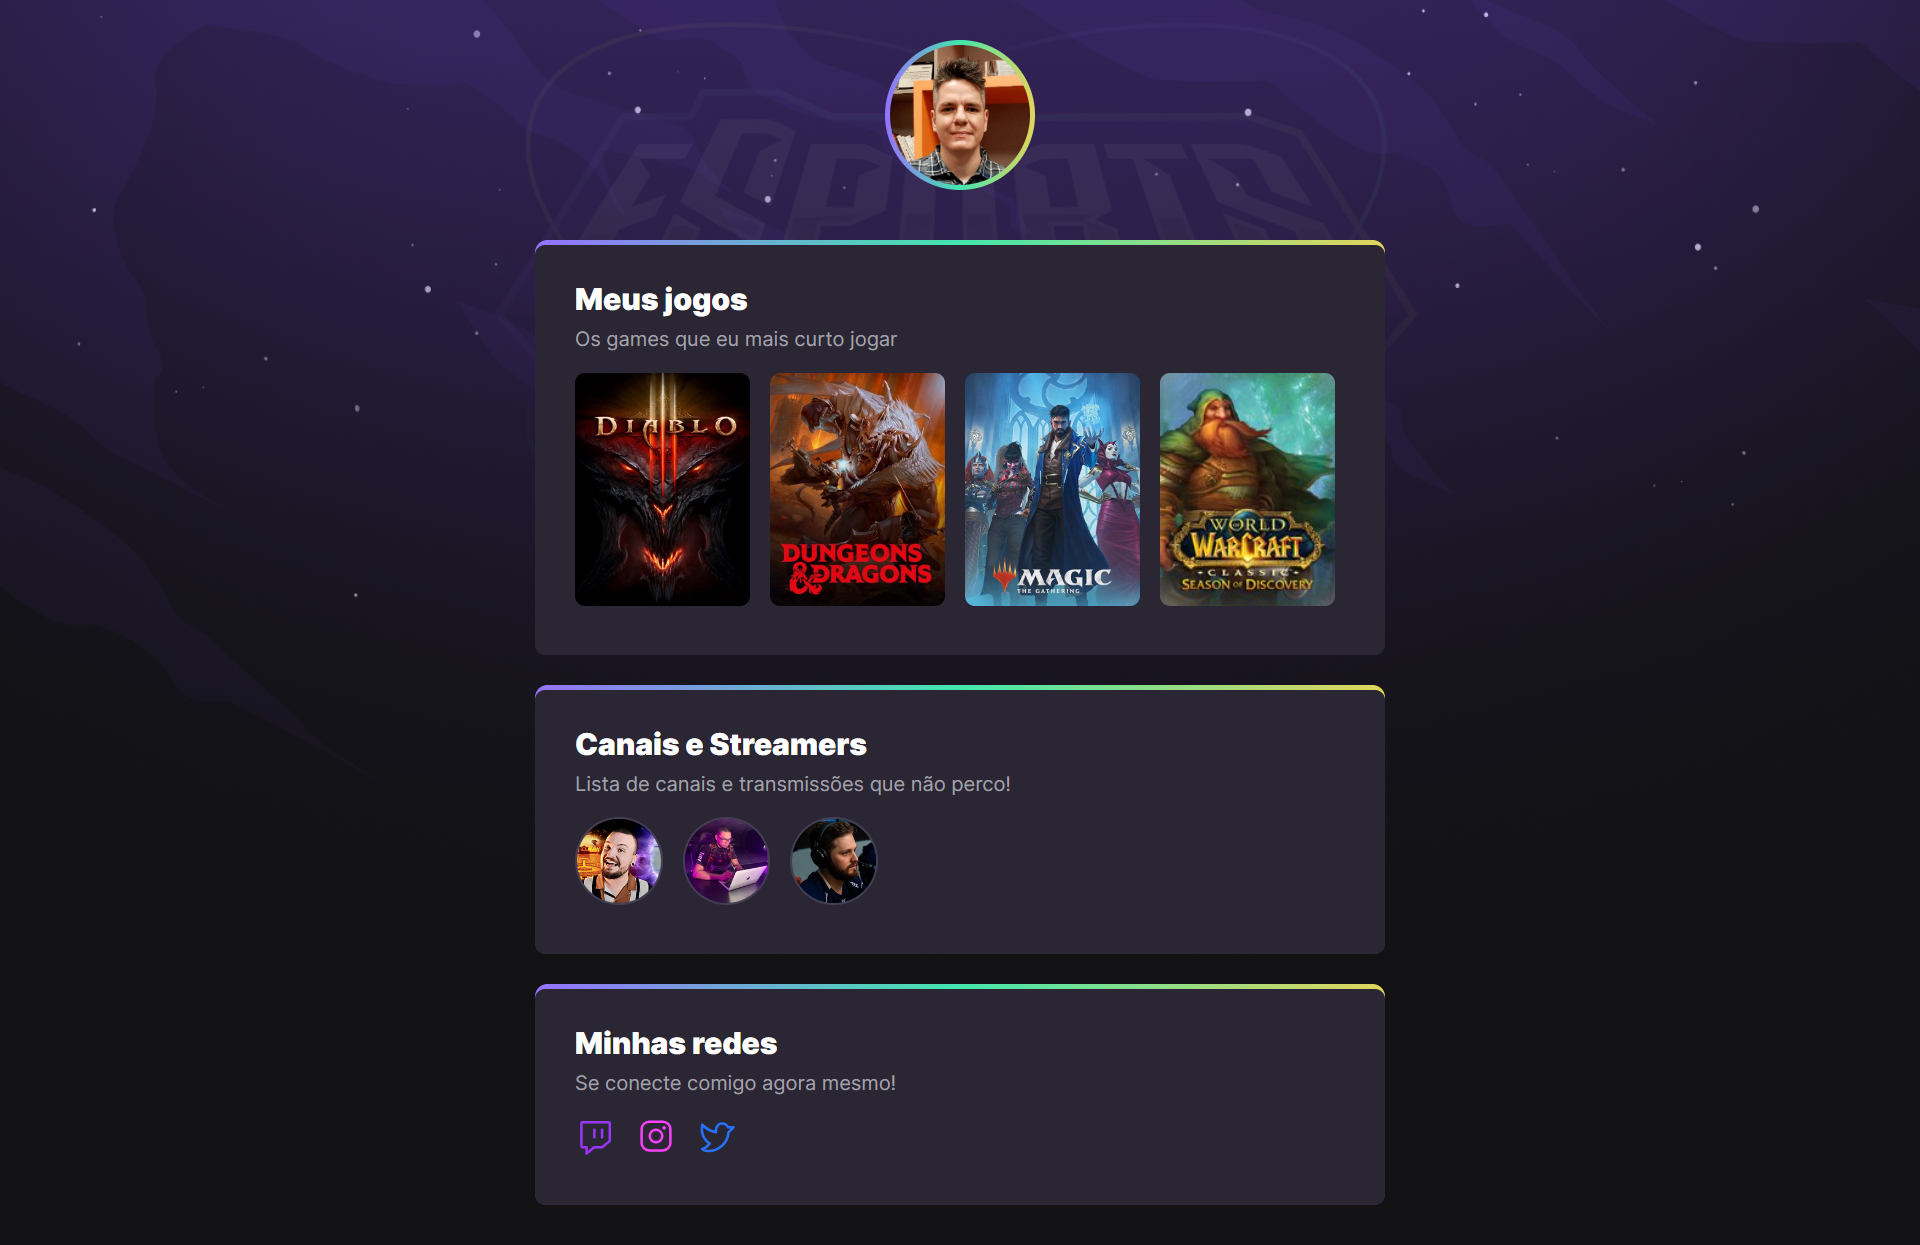 ESPORTS
Meus jogos
Os games que eu mais curto jogar
DIABLO
III
DUNGEONS
& DRAGONS
MAGIC
THE GATHERING
WORLD
OF
WARCRAFT
CLASSIC
SEASON OF DISCOVERY
Canais e Streamers
Lista de canais e transmissões que não perco!
Minhas redes
Se conecte comigo agora mesmo!